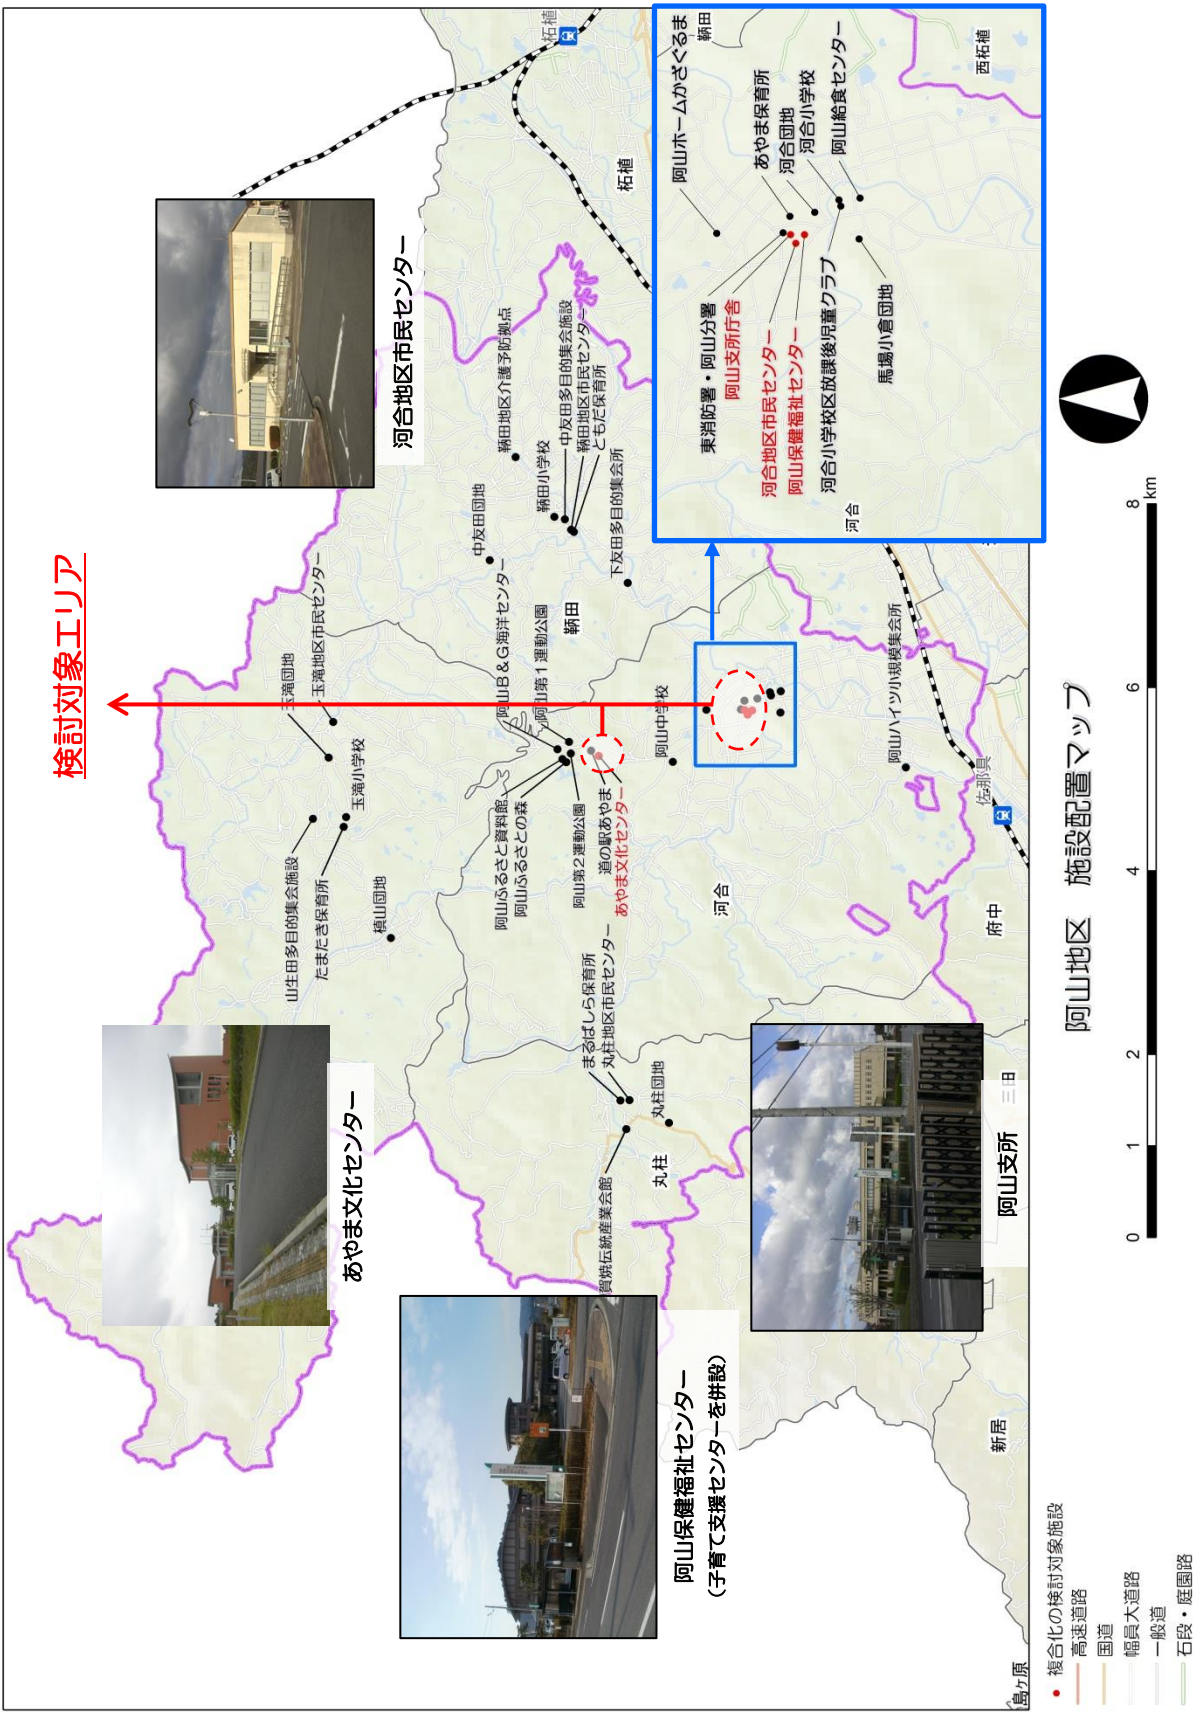 検討対象エリア
河合地区市民センター
あやま文化センター
阿山保健福祉センター
（子育て支援センターを併設）
阿山支所
柘植
柘植
玉滝団地
玉滝地区市民センター
玉滝小学校
山生田多目的集会施設
たまたき保育所
槙山団地
鞆田地区介護予防拠点
中友田団地
鞆田小学校
中友田多目的集会施設
鞆田地区市民センター
ともだ保育所
下友田多目的集会所
鞆田
阿山Ｂ＆Ｇ海洋センター
阿山第１運動公園
阿山ふるさと資料館
阿山ふるさとの森
阿山第２運動公園
道の駅あやま
あやま文化センター
阿山中学校
河合
まるばしら保育所
丸柱地区市民センター
丸柱団地
丸柱
賀焼伝統産業会館
阿山ハイツ小規模集会所
佐那具
府中
三田
新居
島ヶ原
阿山ホームかざぐるま
鞆田
あやま保育所
河合団地
河合小学校
阿山給食センター
西柘植
東消防署・阿山分署
阿山支所庁舎
河合地区市民センター
阿山保健福祉センター
河合小学校区放課後児童クラブ
馬場小倉団地
河合
阿山地区　施設配置マップ
0 1 2 4 6 8
km
複合化の検討対象施設
高速道路
国道
幅員大道路
一般道
石段・庭園路